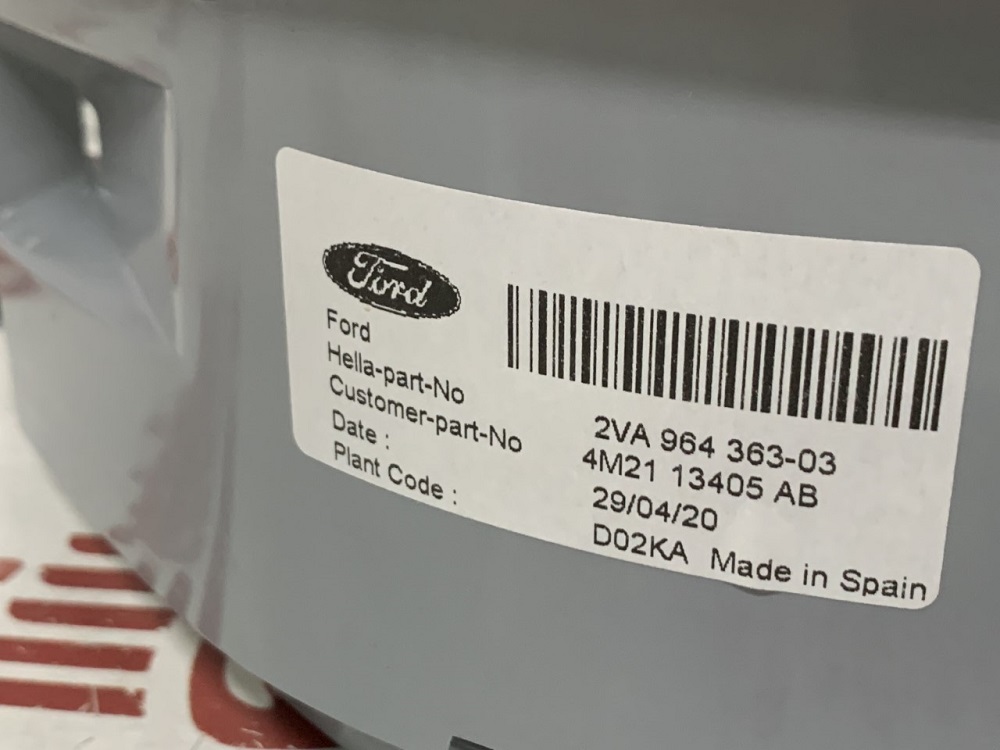 Ford
Ford
Hella-part-No 2VA 964 363-03
Customer-part-No 4M21 13405 AB
Date : 29/04/20
Plant Code : D02KA Made in Spain